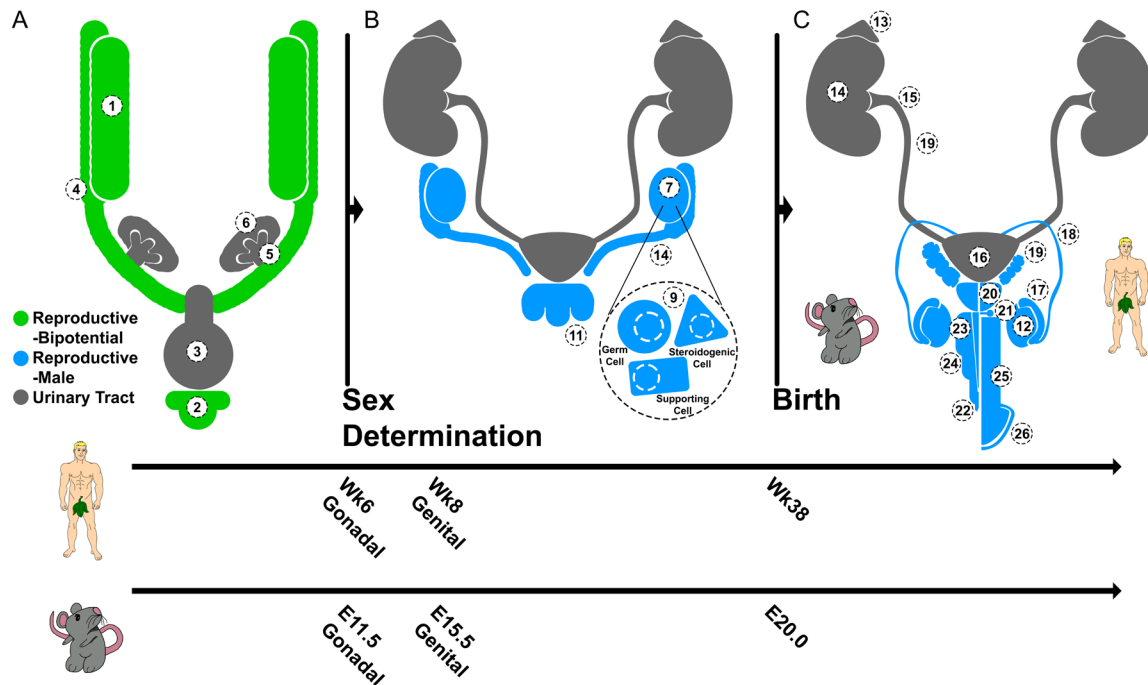 A
B
C
1
4
6
5
3
2
Reproductive
-Bipotential
Reproductive
-Male
Urinary Tract
7
14
9
11
Germ
Cell
Steroidogenic
Cell
Supporting
Cell
Sex
Determination
13
14
15
19
18
16
19
17
20
21
12
23
24
25
22
26
Birth
Wk6
Gonadal
Wk8
Genital
Wk38
E11.5
Gonadal
E15.5
Genital
E20.0